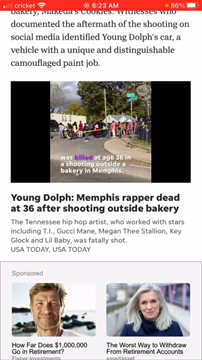 cricket
6:23 AM
86%
bakery, Makeda's Cookies. Witnesses who
documented the aftermath of the shooting on
social media identified Young Dolph's car, a
vehicle with a unique and distinguishable
camouflaged paint job.
was killed at age 36 in
a shooting outside a
bakery in Memphis.
Young Dolph: Memphis rapper dead
at 36 after shooting outside bakery
The Tennessee hip hop artist, who worked with stars
including T.I., Gucci Mane, Megan Thee Stallion, Key
Glock and Lil Baby, was fatally shot.
USA TODAY, USA TODAY
Sponsored
How Far Does $1,000,000
Go in Retirement?
Fisher Investments
The Worst Way to Withdraw
From Retirement Accounts
smartasset